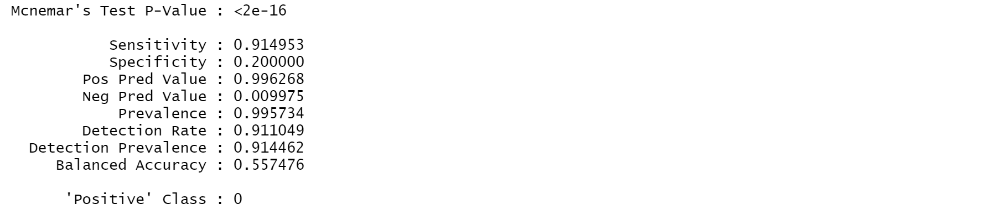 Mcnemar's Test P-Value : <2e-16
Sensitivity : 0.914953
Specificity : 0.200000
Pos Pred Value : 0.996268
Neg Pred Value : 0.009975
Prevalence : 0.995734
Detection Rate : 0.911049
Detection Prevalence : 0.914462
Balanced Accuracy : 0.557476
'Positive' Class : 0